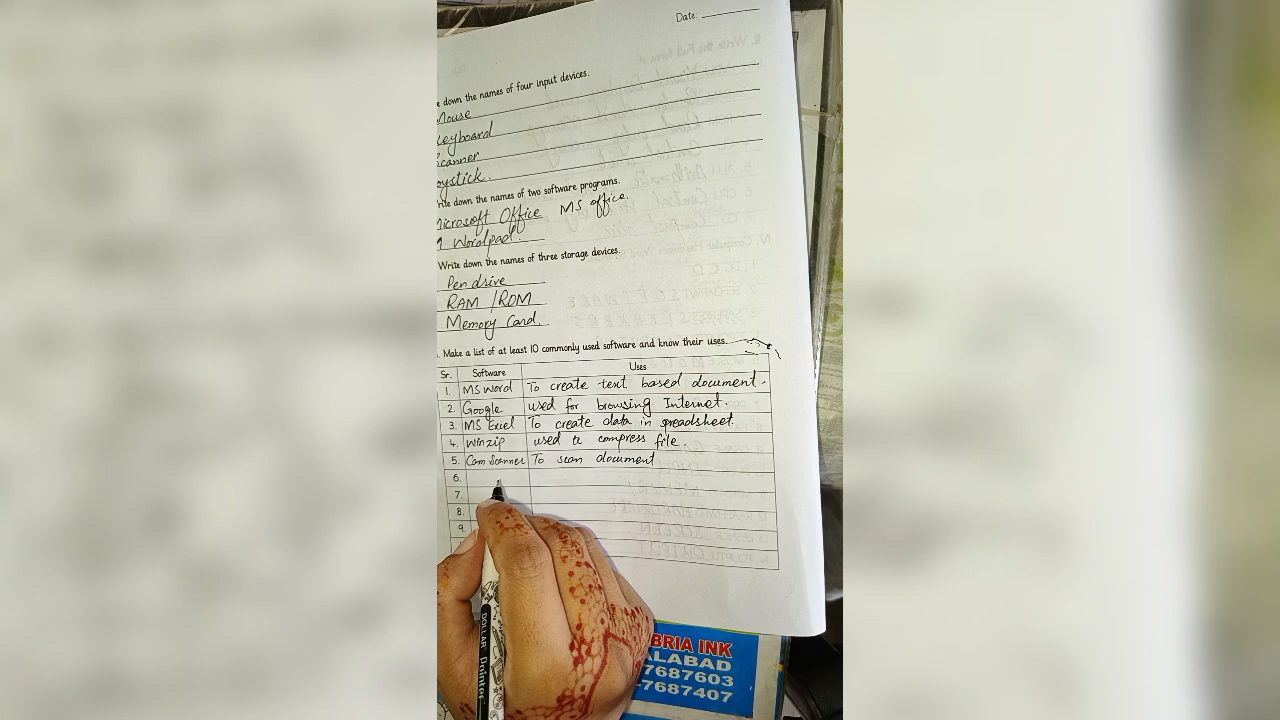 Date:
e down the names of four input devices.
Mouse
Keyboard
Scanner
oystick.
rite down the names of two software programs.
Microsoft Office MS office.
Wordpad.
Write down the names of three storage devices.
Pen drive
RAM /ROM
Memory Card.
. Make a list of at least 10 commonly used software and know their uses.
Sr. Software Uses
1. MS Word To create text based document.
2. Google used for browsing Internet.
3. MS Excel To create data in spreadsheet.
4. Winzip used to compress file.
5. Cam Scanner To scan document
6.
7.
8.
9.
DOLLAR Pointer
BRIA INK
ALABAD
7687603
-7687407